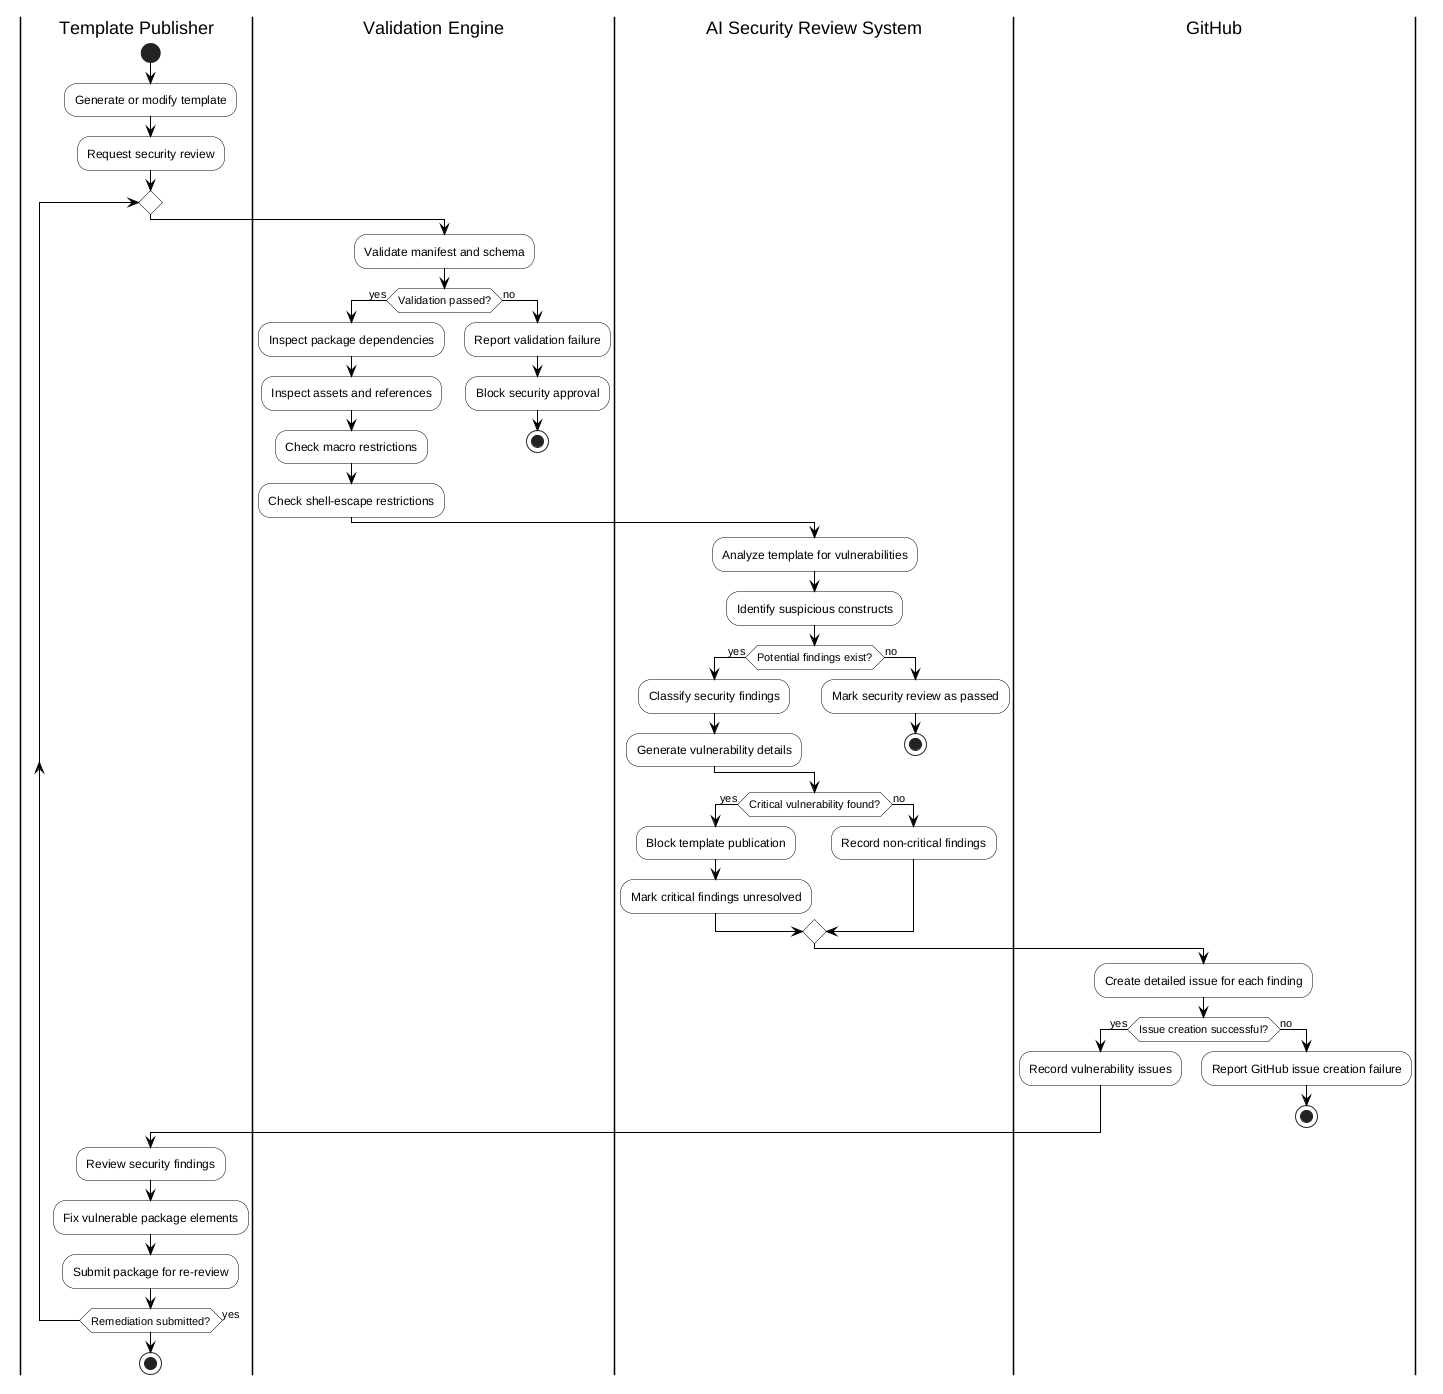 Template Publisher
Validation Engine
AI Security Review System
GitHub
Generate or modify template
Request security review
Validate manifest and schema
yes
Validation passed?
no
Inspect package dependencies
Report validation failure
Inspect assets and references
Block security approval
Check macro restrictions
Check shell-escape restrictions
Analyze template for vulnerabilities
Identify suspicious constructs
yes
Potential findings exist?
no
Classify security findings
Mark security review as passed
Generate vulnerability details
yes
Critical vulnerability found?
no
Block template publication
Record non-critical findings
Mark critical findings unresolved
Create detailed issue for each finding
yes
Issue creation successful?
no
Record vulnerability issues
Report GitHub issue creation failure
Review security findings
Fix vulnerable package elements
Submit package for re-review
Remediation submitted?
yes